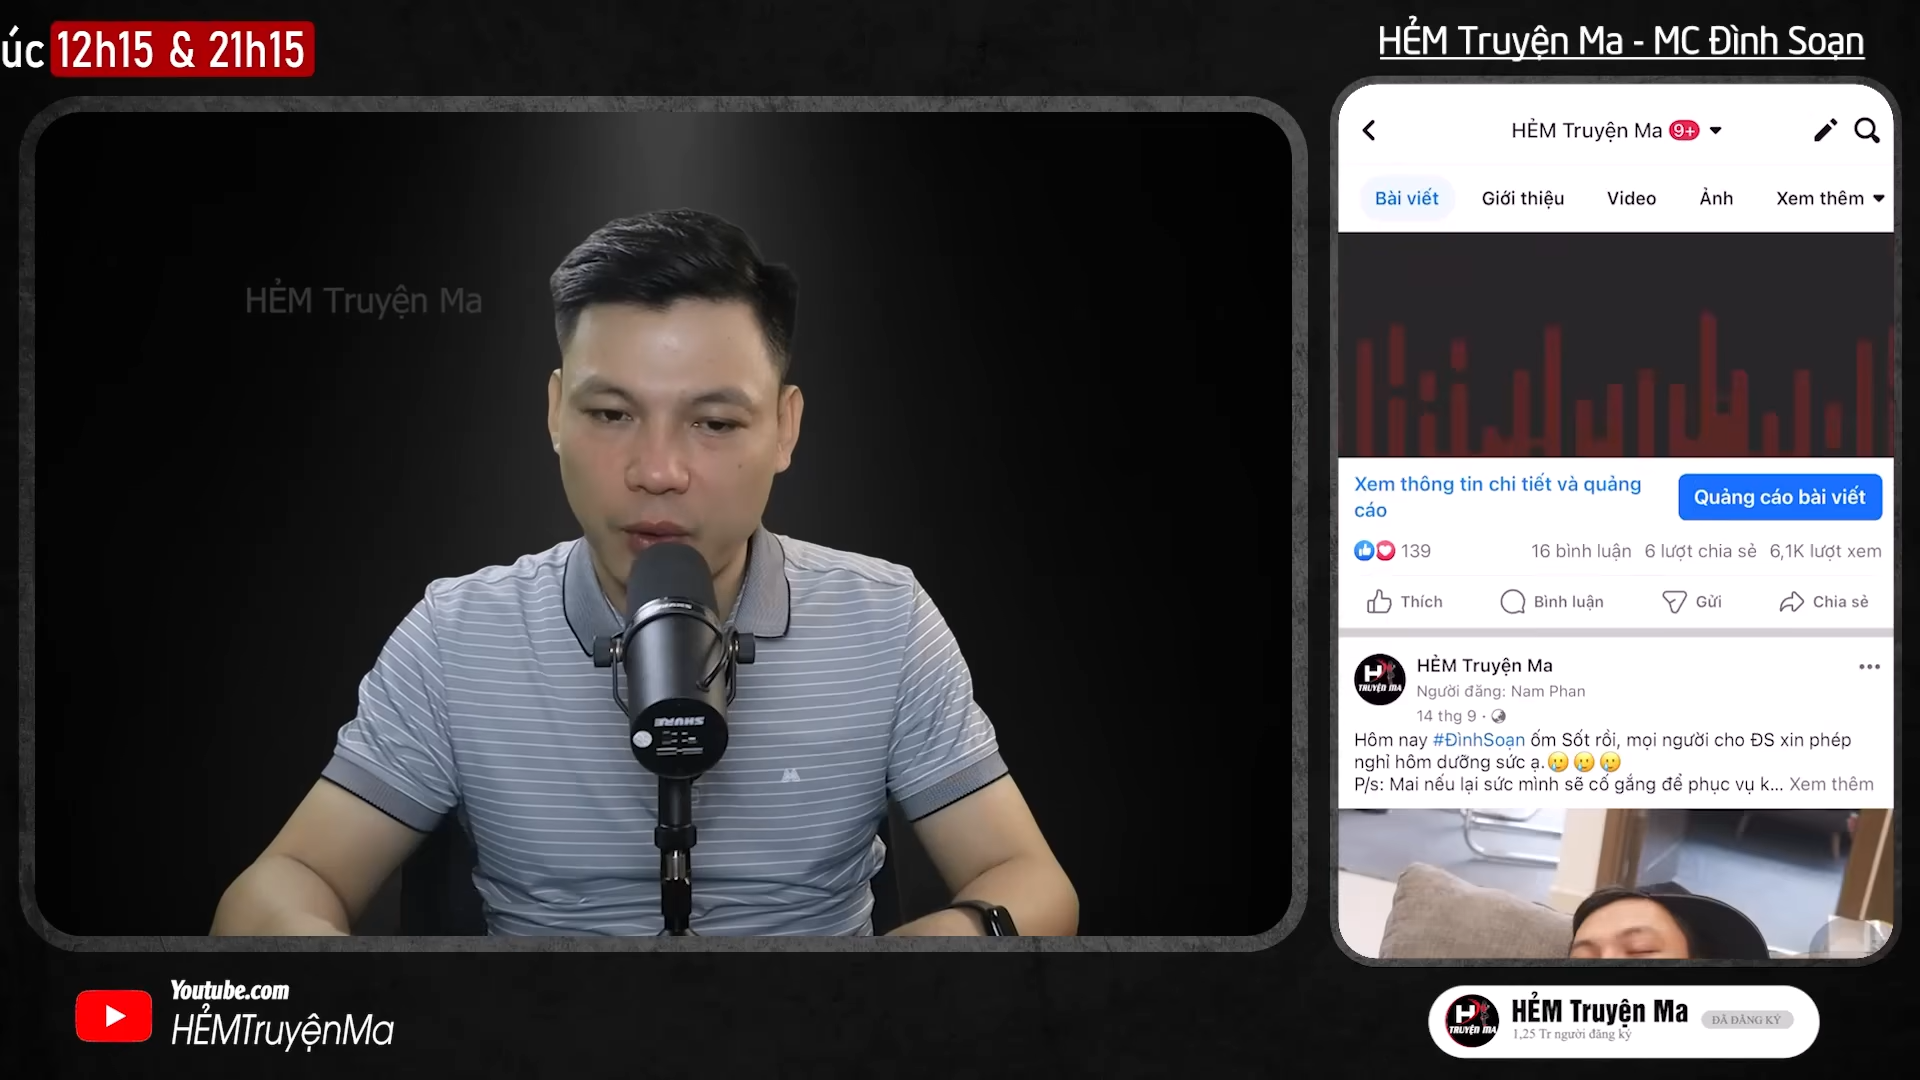 úc 12h15 & 21h15
HẺM Truyện Ma - MC Đình Soạn
HẺM Truyện Ma
HẺM Truyện Ma 9+
Bài viết Giới thiệu Video Ảnh Xem thêm
Xem thông tin chi tiết và quảng
cáo
Quảng cáo bài viết
139 16 bình luận 6 lượt chia sẻ 6,1K lượt xem
Thích Bình luận Gửi Chia sẻ
H
TRUYỆN MA
HẺM Truyện Ma
Người đăng: Nam Phan
14 thg 9 ·
Hôm nay #ĐìnhSoạn ốm Sốt rồi, mọi người cho ĐS xin phép
nghỉ hôm dưỡng sức ạ.🥲🥲🥲
P/s: Mai nếu lại sức mình sẽ cố gắng để phục vụ k... Xem thêm
SHURE
Youtube.com
HẺMTruyệnMa
H
TRUYỆN MA
HẺM Truyện Ma
1,25 Tr người đăng ký
ĐÃ ĐĂNG KÝ